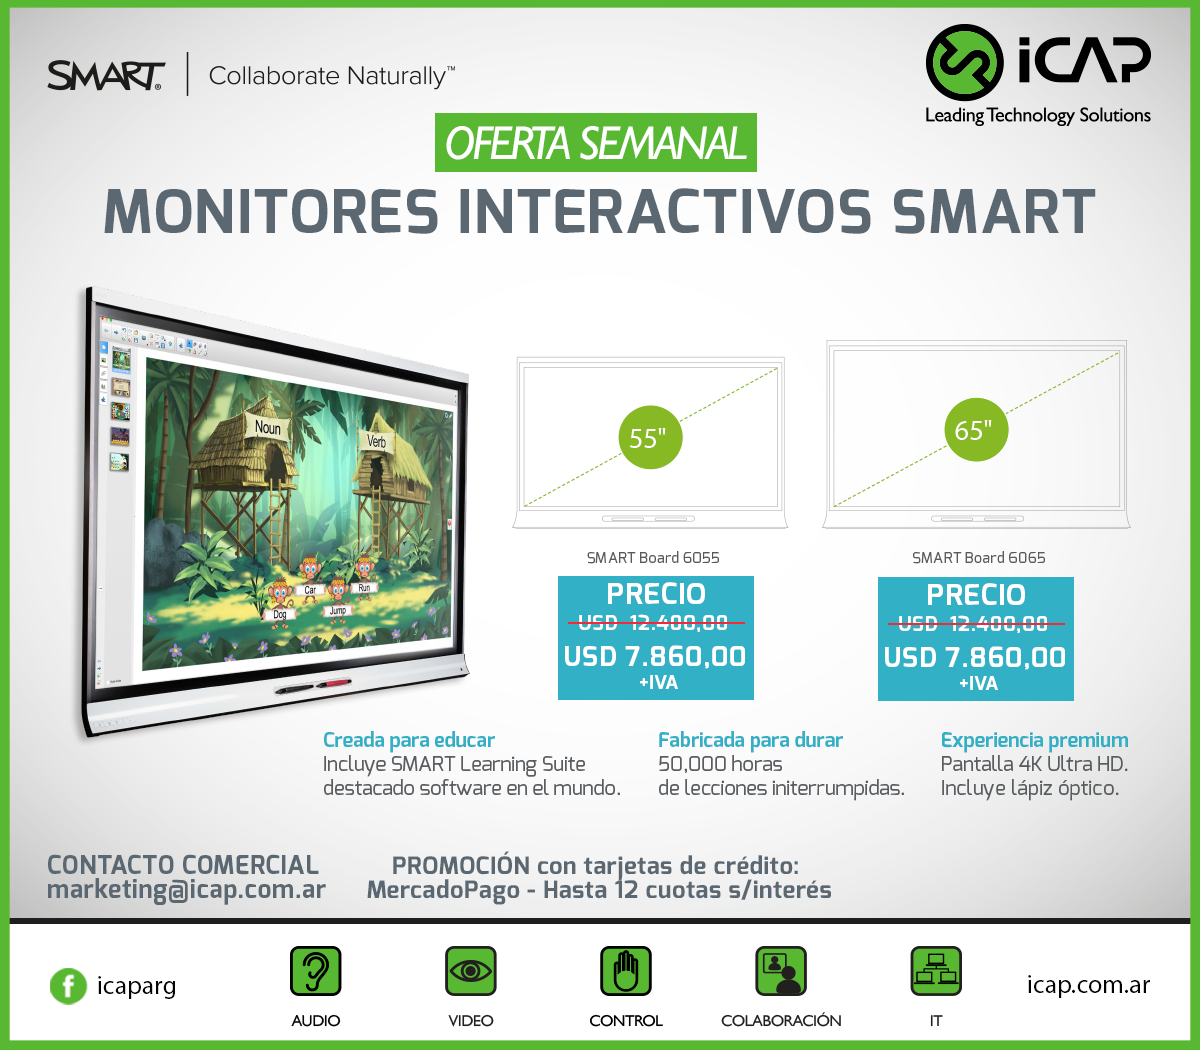 SMART
Collaborate Naturally™
iCAP
Leading Technology Solutions
OFERTA SEMANAL
MONITORES INTERACTIVOS SMART
Noun
Verb
Car
Run
Dog
Jump
55"
65"
SMART Board 6055
PRECIO
USD 12.400,00
USD 7.860,00
+IVA
SMART Board 6065
PRECIO
USD 12.400,00
USD 7.860,00
+IVA
Creada para educar
Incluye SMART Learning Suite
destacado software en el mundo.
Fabricada para durar
50,000 horas
de lecciones initerrumpidas.
Experiencia premium
Pantalla 4K Ultra HD.
Incluye lápiz óptico.
CONTACTO COMERCIAL
marketing@icap.com.ar
PROMOCIÓN con tarjetas de crédito:
MercadoPago - Hasta 12 cuotas s/interés
icaparg
AUDIO
VIDEO
CONTROL
COLABORACIÓN
IT
icap.com.ar